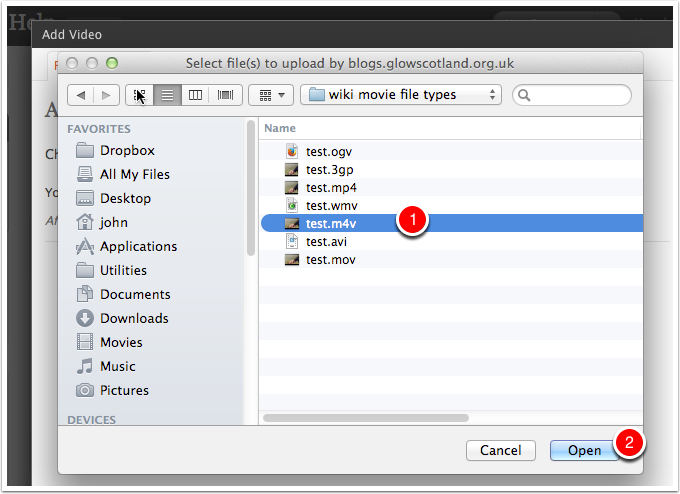 Help
Add Video
Select file(s) to upload by blogs.glowscotland.org.uk
wiki movie file types
FAVORITES
Dropbox
All My Files
Desktop
john
Applications
Utilities
Documents
Downloads
Movies
Music
Pictures
DEVICES
Name
test.ogv
test.3gp
test.mp4
test.wmv
test.m4v
1
test.avi
test.mov
Cancel
Open
2